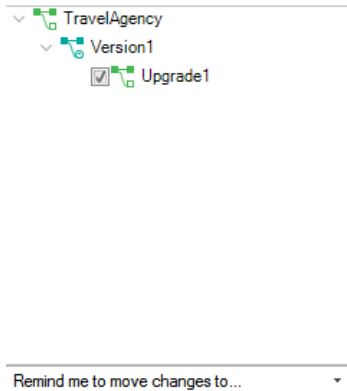 TravelAgency
Version1
Upgrade1
Remind me to move changes to...